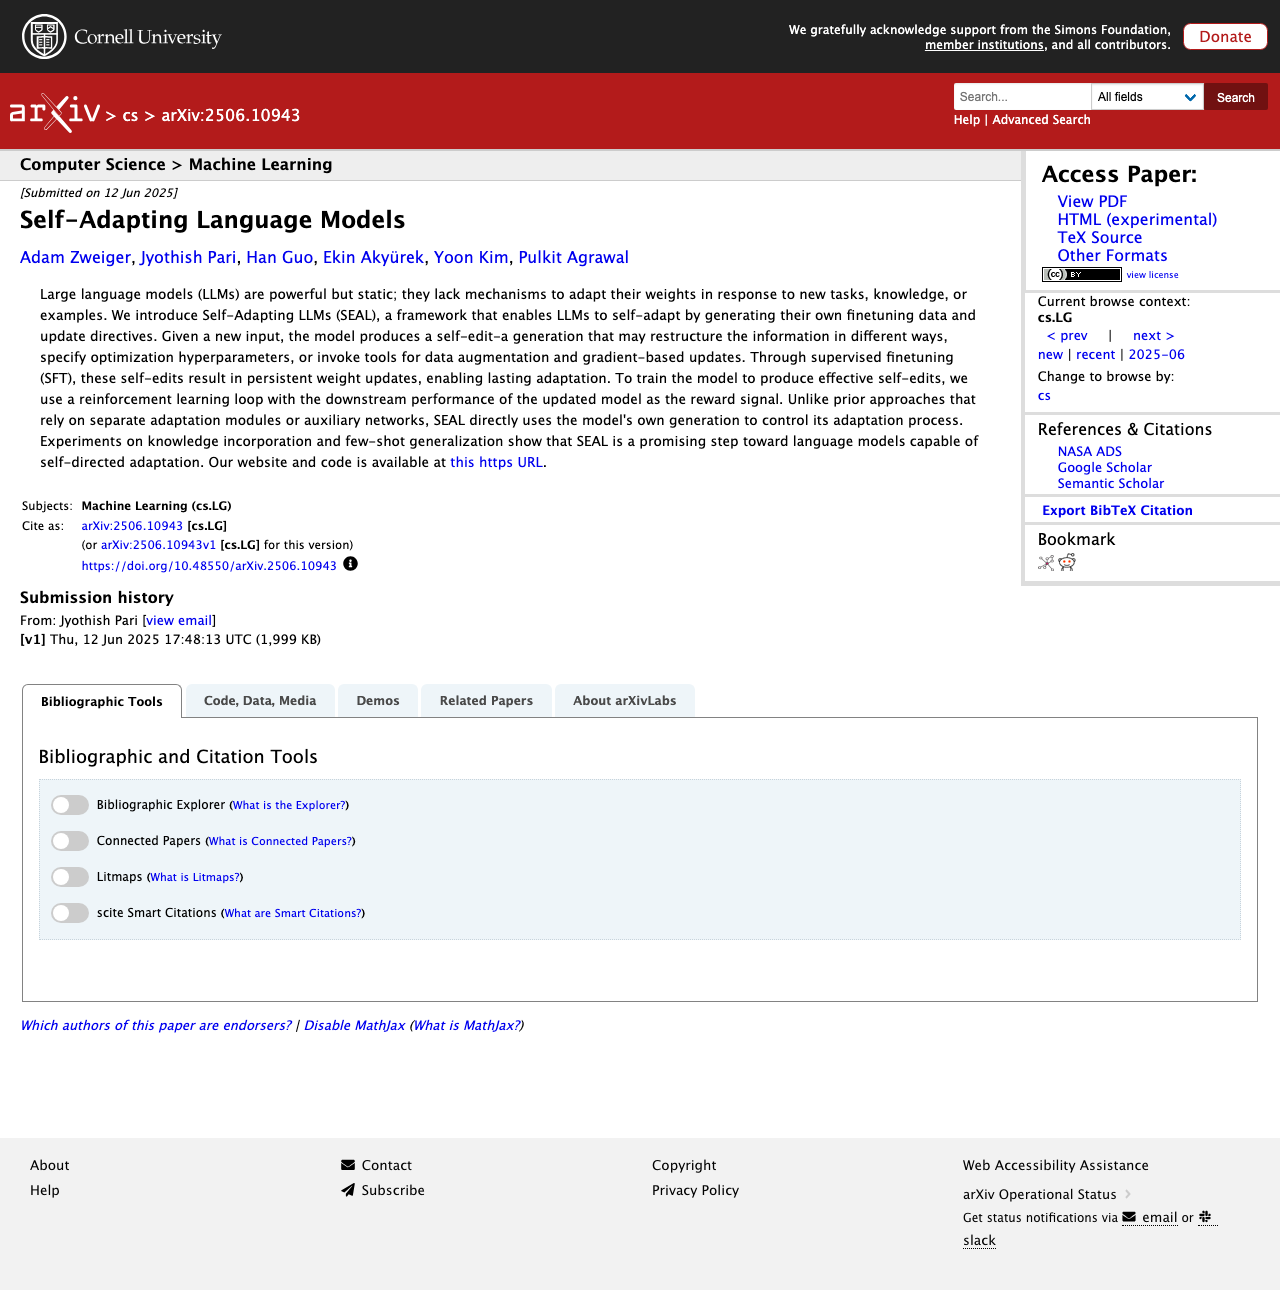 Cornell University
We gratefully acknowledge support from the Simons Foundation,
member institutions, and all contributors.
Donate
arXiv > cs > arXiv:2506.10943
Search...
All fields
Search
Help | Advanced Search
Computer Science > Machine Learning
[Submitted on 12 Jun 2025]
Self-Adapting Language Models
Adam Zweiger, Jyothish Pari, Han Guo, Ekin Akyürek, Yoon Kim, Pulkit Agrawal
Large language models (LLMs) are powerful but static; they lack mechanisms to adapt their weights in response to new tasks, knowledge, or
examples. We introduce Self-Adapting LLMs (SEAL), a framework that enables LLMs to self-adapt by generating their own finetuning data and
update directives. Given a new input, the model produces a self-edit-a generation that may restructure the information in different ways,
specify optimization hyperparameters, or invoke tools for data augmentation and gradient-based updates. Through supervised finetuning
(SFT), these self-edits result in persistent weight updates, enabling lasting adaptation. To train the model to produce effective self-edits, we
use a reinforcement learning loop with the downstream performance of the updated model as the reward signal. Unlike prior approaches that
rely on separate adaptation modules or auxiliary networks, SEAL directly uses the model's own generation to control its adaptation process.
Experiments on knowledge incorporation and few-shot generalization show that SEAL is a promising step toward language models capable of
self-directed adaptation. Our website and code is available at this https URL.
Subjects: Machine Learning (cs.LG)
Cite as: arXiv:2506.10943 [cs.LG]
(or arXiv:2506.10943v1 [cs.LG] for this version)
https://doi.org/10.48550/arXiv.2506.10943
Submission history
From: Jyothish Pari [view email]
[v1] Thu, 12 Jun 2025 17:48:13 UTC (1,999 KB)
Access Paper:
View PDF
HTML (experimental)
TeX Source
Other Formats
(cc) BY view license
Current browse context:
cs.LG
< prev | next >
new | recent | 2025-06
Change to browse by:
cs
References & Citations
NASA ADS
Google Scholar
Semantic Scholar
Export BibTeX Citation
Bookmark
Bibliographic Tools
Code, Data, Media
Demos
Related Papers
About arXivLabs
Bibliographic and Citation Tools
Bibliographic Explorer (What is the Explorer?)
Connected Papers (What is Connected Papers?)
Litmaps (What is Litmaps?)
scite Smart Citations (What are Smart Citations?)
Which authors of this paper are endorsers? | Disable MathJax (What is MathJax?)
About
Help
Contact
Subscribe
Copyright
Privacy Policy
Web Accessibility Assistance
arXiv Operational Status >
Get status notifications via email or
slack